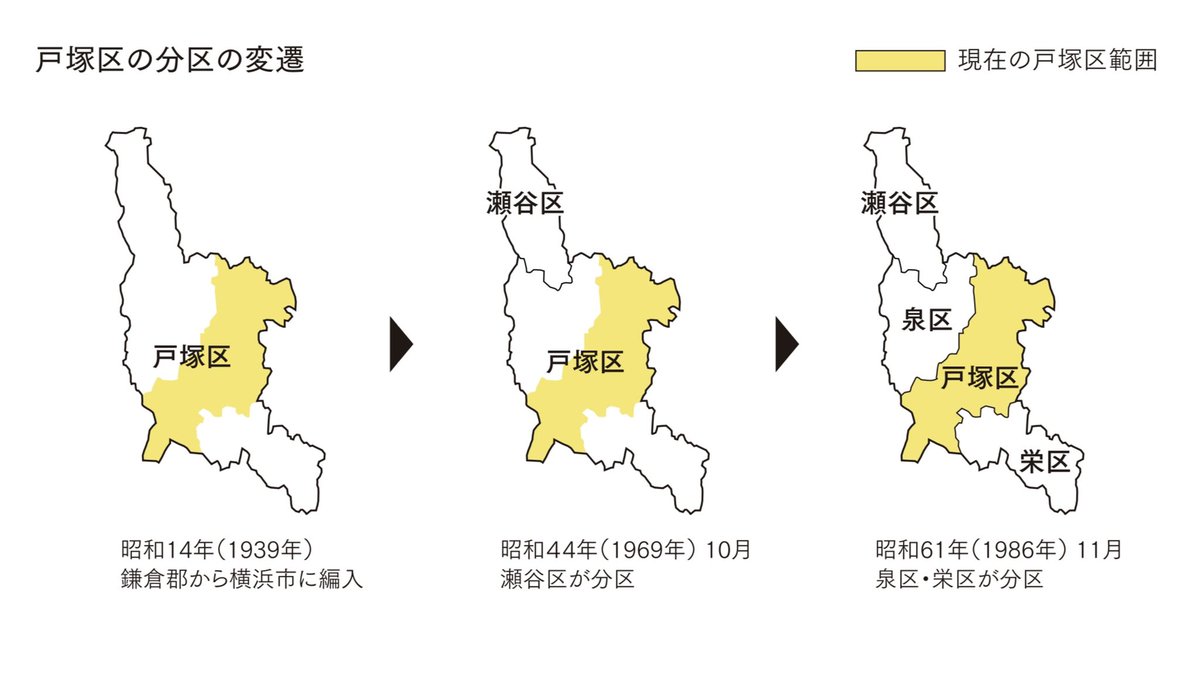 戸塚区の分区の変遷
現在の戸塚区範囲
戸塚区
昭和14年(1939年)
鎌倉郡から横浜市に編入
瀬谷区
戸塚区
昭和44年(1969年) 10月
瀬谷区が分区
瀬谷区
泉区
戸塚区
栄区
昭和61年(1986年) 11月
泉区・栄区が分区